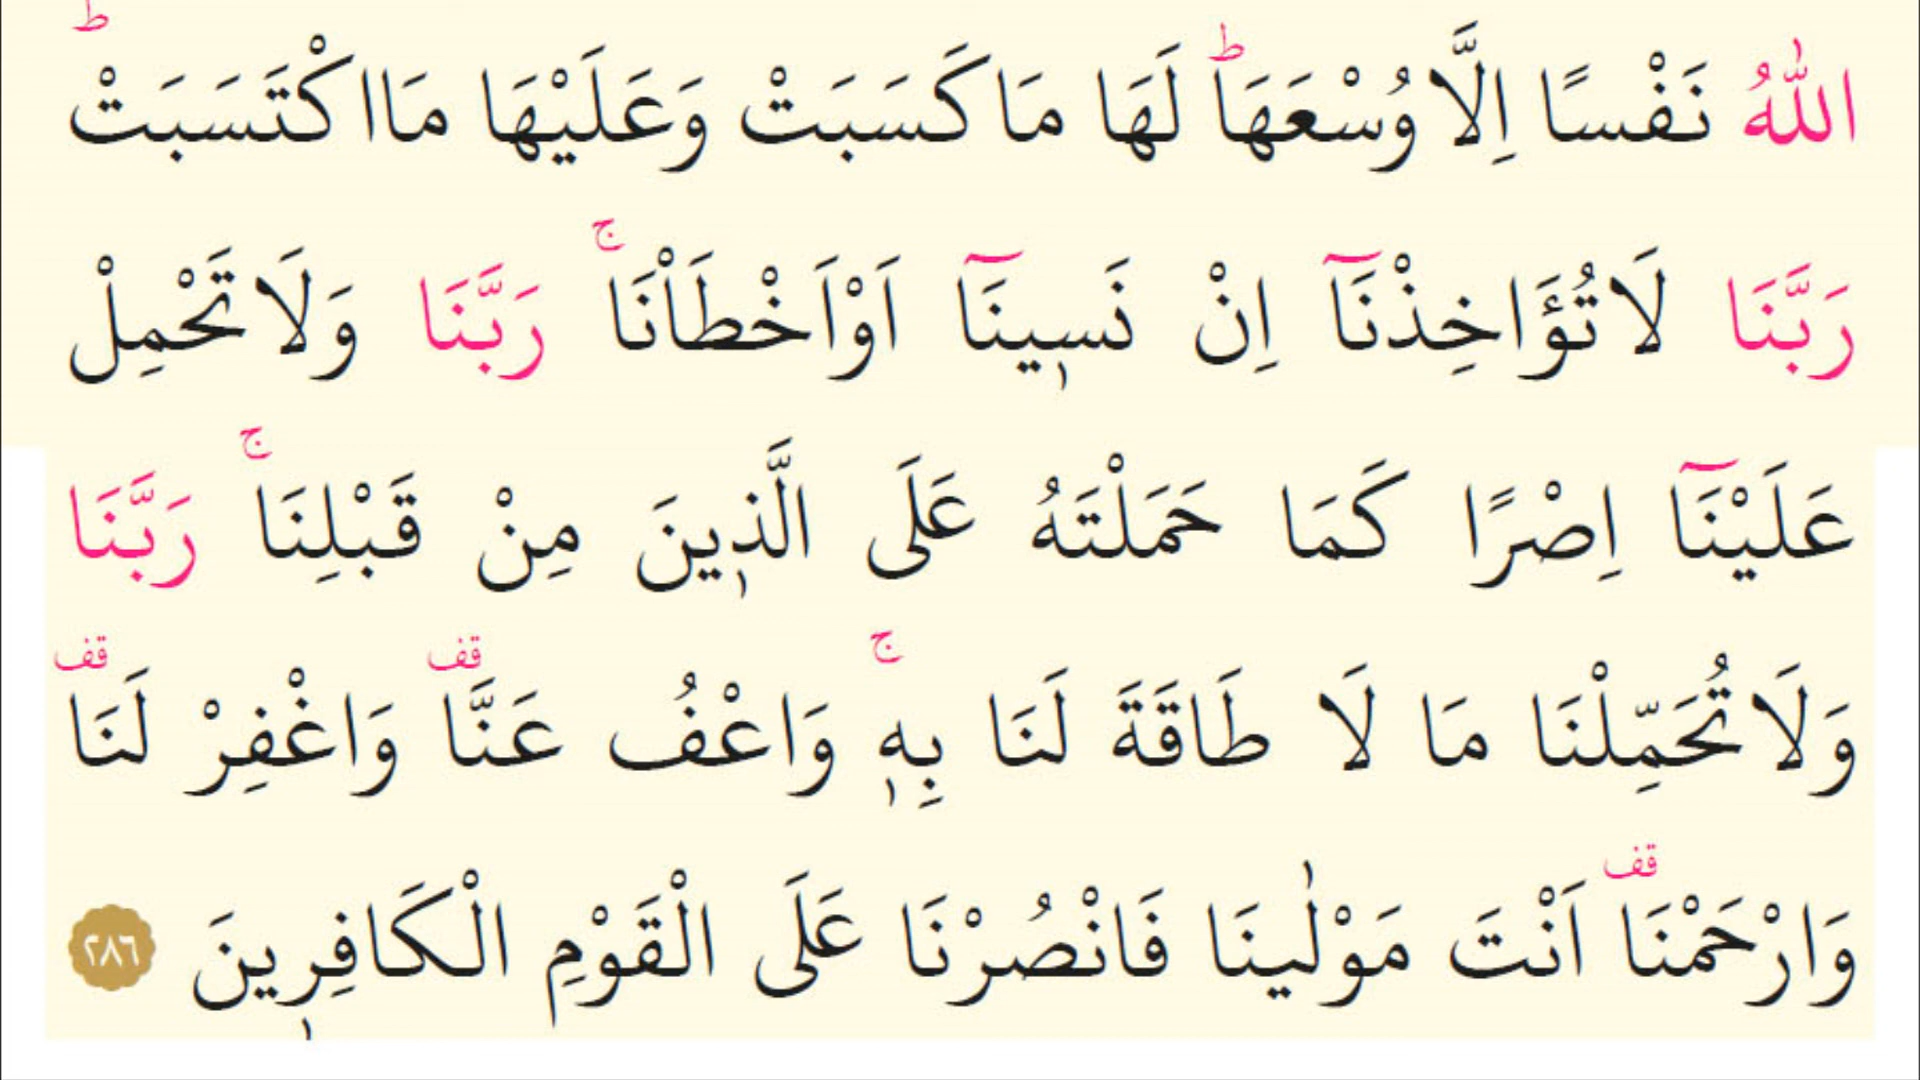 اللّٰهُ نَفْسًا اِلَّا وُسْعَهَاۜ لَهَا مَا كَسَبَتْ وَعَلَيْهَا مَا اكْتَسَبَتْۜ
رَبَّنَا لَا تُؤَاخِذْنَٓا اِنْ نَسٖينَٓا اَوْ اَخْطَاْنَاۚ رَبَّنَا وَلَا تَحْمِلْ
عَلَيْنَٓا اِصْرًا كَمَا حَمَلْتَهُ عَلَى الَّذٖينَ مِنْ قَبْلِنَاۚ رَبَّنَا
وَلَا تُحَمِّلْنَا مَا لَا طَاقَةَ لَنَا بِهٖۚ وَاعْفُ عَنَّا۠ وَاغْفِرْ لَنَا۠
وَارْحَمْنَا۠ اَنْتَ مَوْلٰينَا فَانْصُرْنَا عَلَى الْقَوْمِ الْكَافِرٖينَ ٢٨٦